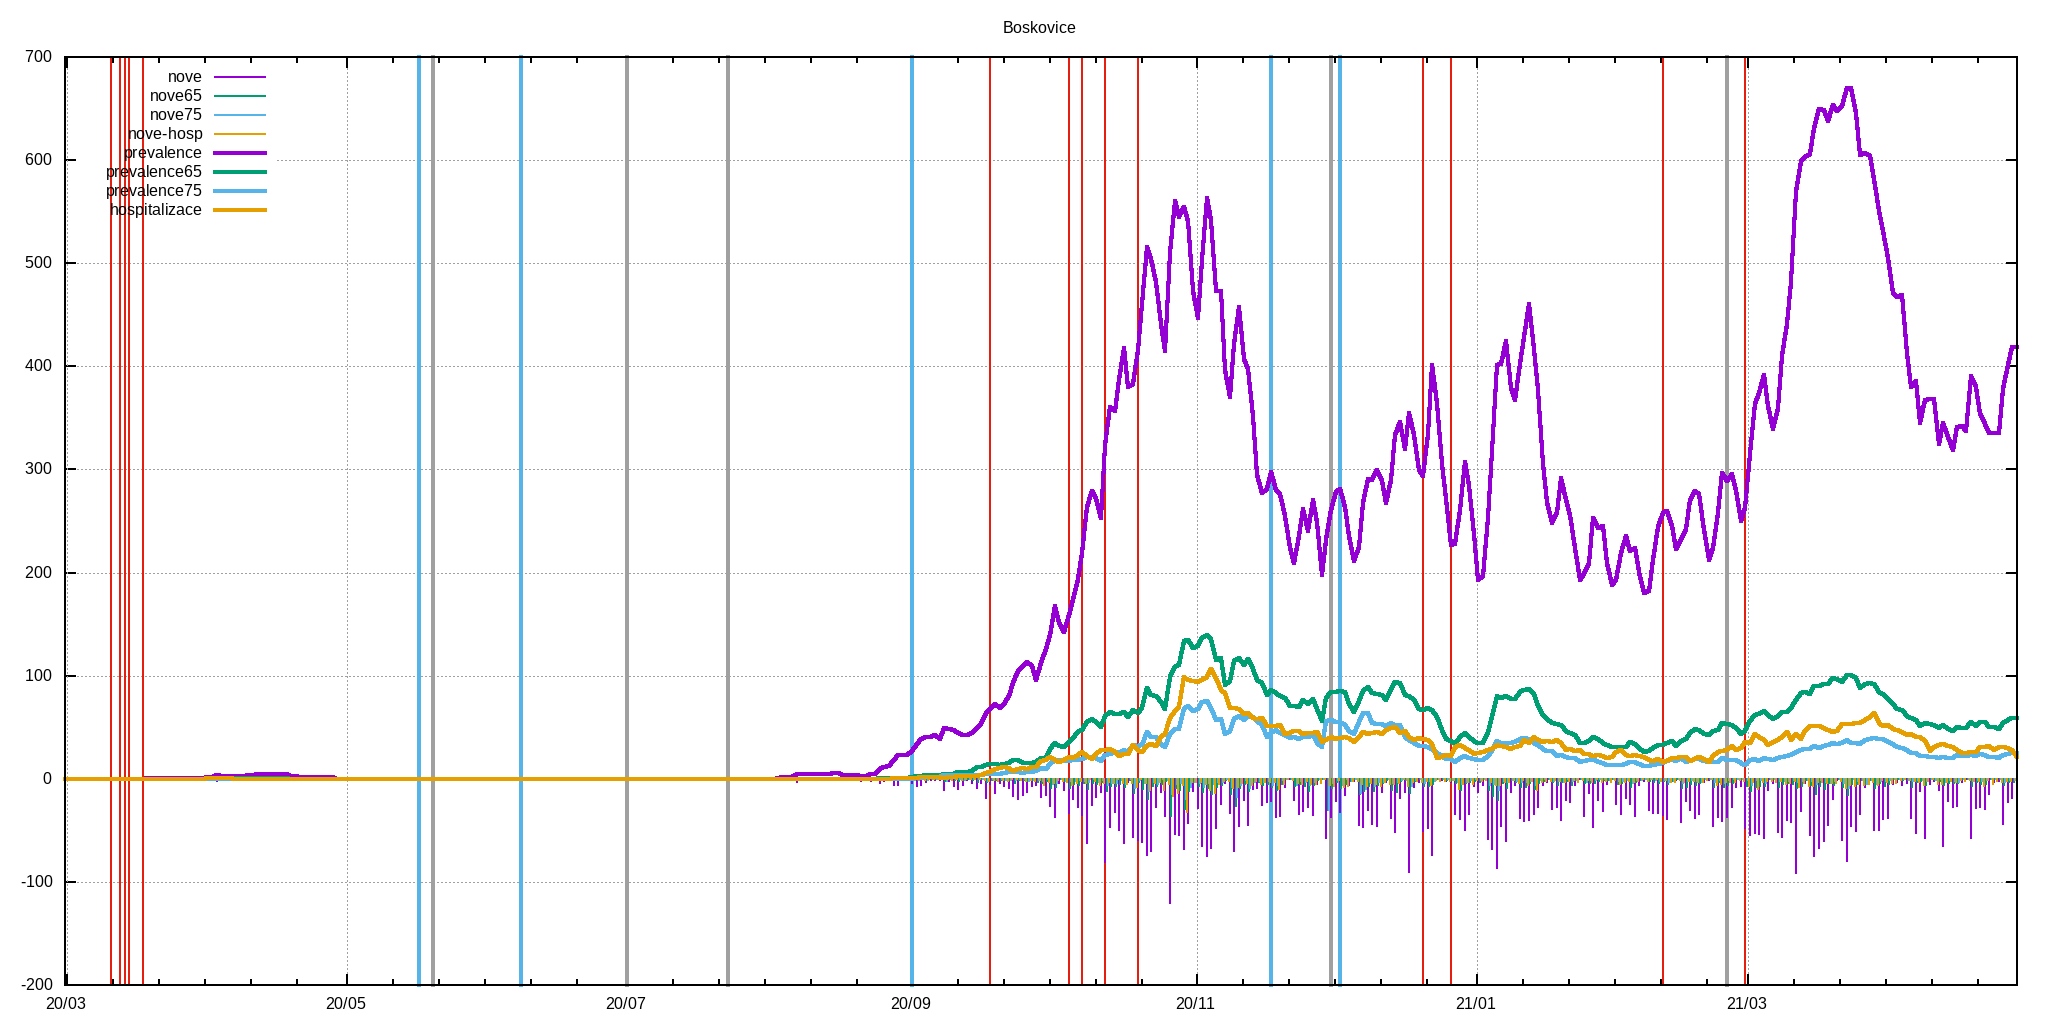 Boskovice
700
600
500
400
300
200
100
0
-100
-200
nove
nove65
nove75
nove-hosp
prevalence
prevalence65
prevalence75
hospitalizace
20/03 20/05 20/07 20/09 20/11 21/01 21/03